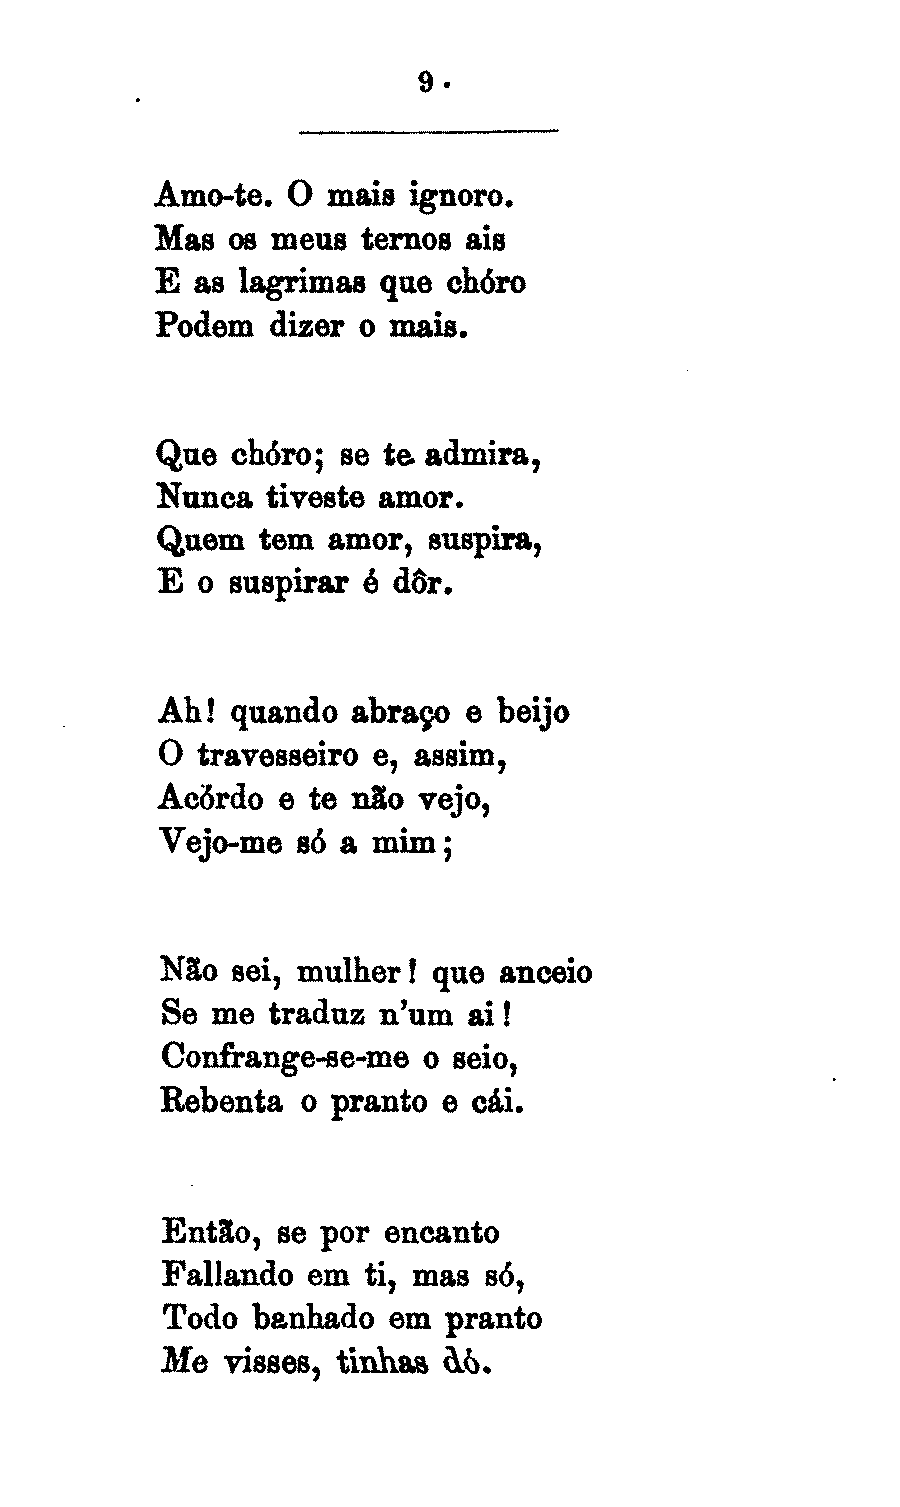 9
Amo-te. O mais ignoro.
Mas os meus ternos ais
E as lagrimas que chóro
Podem dizer o mais.
Que chóro; se te admira,
Nunca tiveste amor.
Quem tem amor, suspira,
E o suspirar é dôr.
Ah! quando abraço e beijo
O travesseiro e, assim,
Acórdo e te não vejo,
Vejo-me só a mim;
Não sei, mulher! que anceio
Se me traduz n'um ai!
Confrange-se-me o seio,
Rebenta o pranto e cái.
Então, se por encanto
Fallando em ti, mas só,
Todo banhado em pranto
Me visses, tinhas dó.